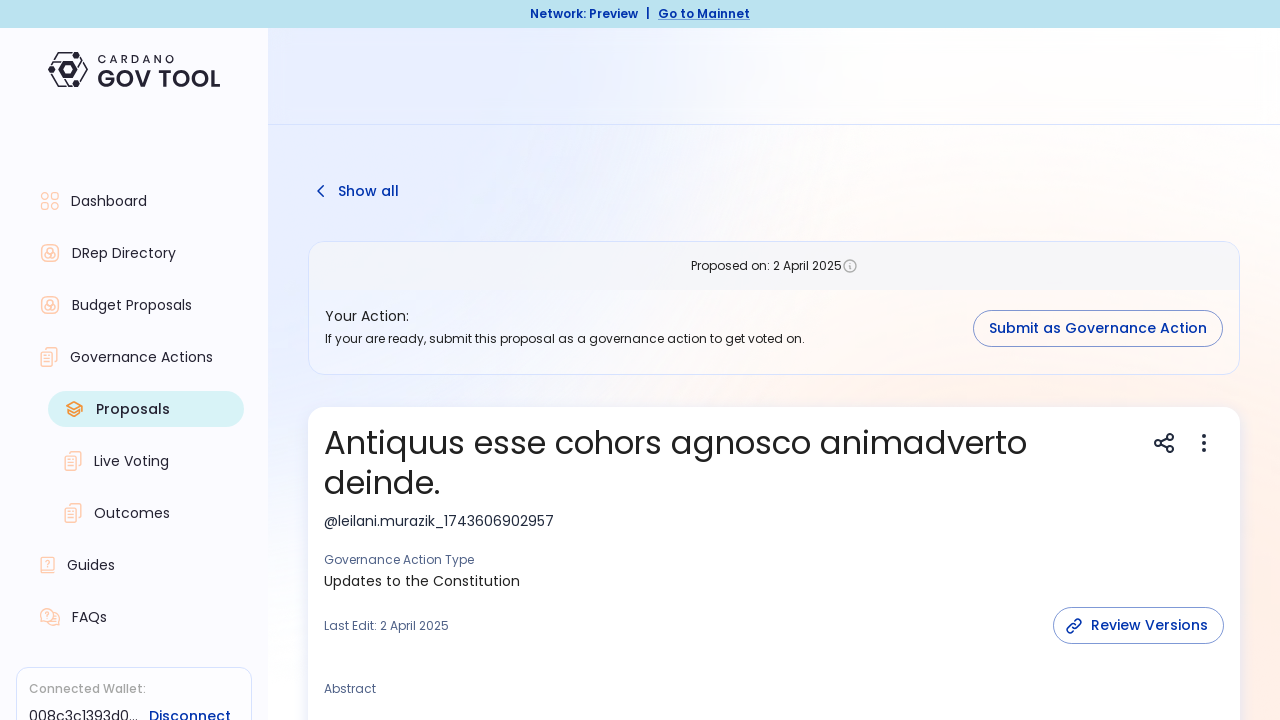 Network: Preview | Go to Mainnet
CARDANO
GOV TOOL
Dashboard
DRep Directory
Budget Proposals
Governance Actions
Proposals
Live Voting
Outcomes
Guides
FAQs
Connected Wallet:
008c3c1393d0... Disconnect
Show all
Proposed on: 2 April 2025
Your Action:
If your are ready, submit this proposal as a governance action to get voted on.
Submit as Governance Action
Antiquus esse cohors agnosco animadverto
deinde.
@leilani.murazik_1743606902957
Governance Action Type
Updates to the Constitution
Last Edit: 2 April 2025
Review Versions
Abstract